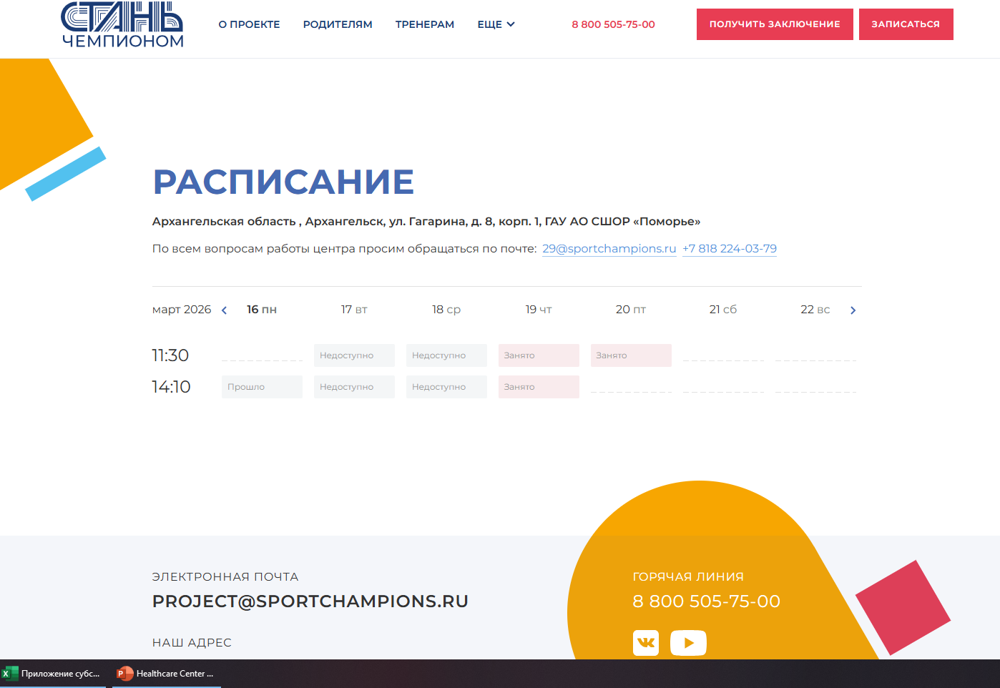 СТАНЬ
ЧЕМПИОНОМ
О ПРОЕКТЕ РОДИТЕЛЯМ ТРЕНЕРАМ ЕЩЕ 8 800 505-75-00 ПОЛУЧИТЬ ЗАКЛЮЧЕНИЕ ЗАПИСАТЬСЯ
РАСПИСАНИЕ
Архангельская область , Архангельск, ул. Гагарина, д. 8, корп. 1, ГАУ АО СШОР «Поморье»
По всем вопросам работы центра просим обращаться по почте: 29@sportchampions.ru +7 818 224-03-79
март 2026 16 пн 17 вт 18 ср 19 чт 20 пт 21 сб 22 вс
11:30 Недоступно Недоступно Занято Занято
14:10 Прошло Недоступно Недоступно Занято
ЭЛЕКТРОННАЯ ПОЧТА
PROJECT@SPORTCHAMPIONS.RU
НАШ АДРЕС
ГОРЯЧАЯ ЛИНИЯ
8 800 505-75-00
Приложение субс... Healthcare Center ...